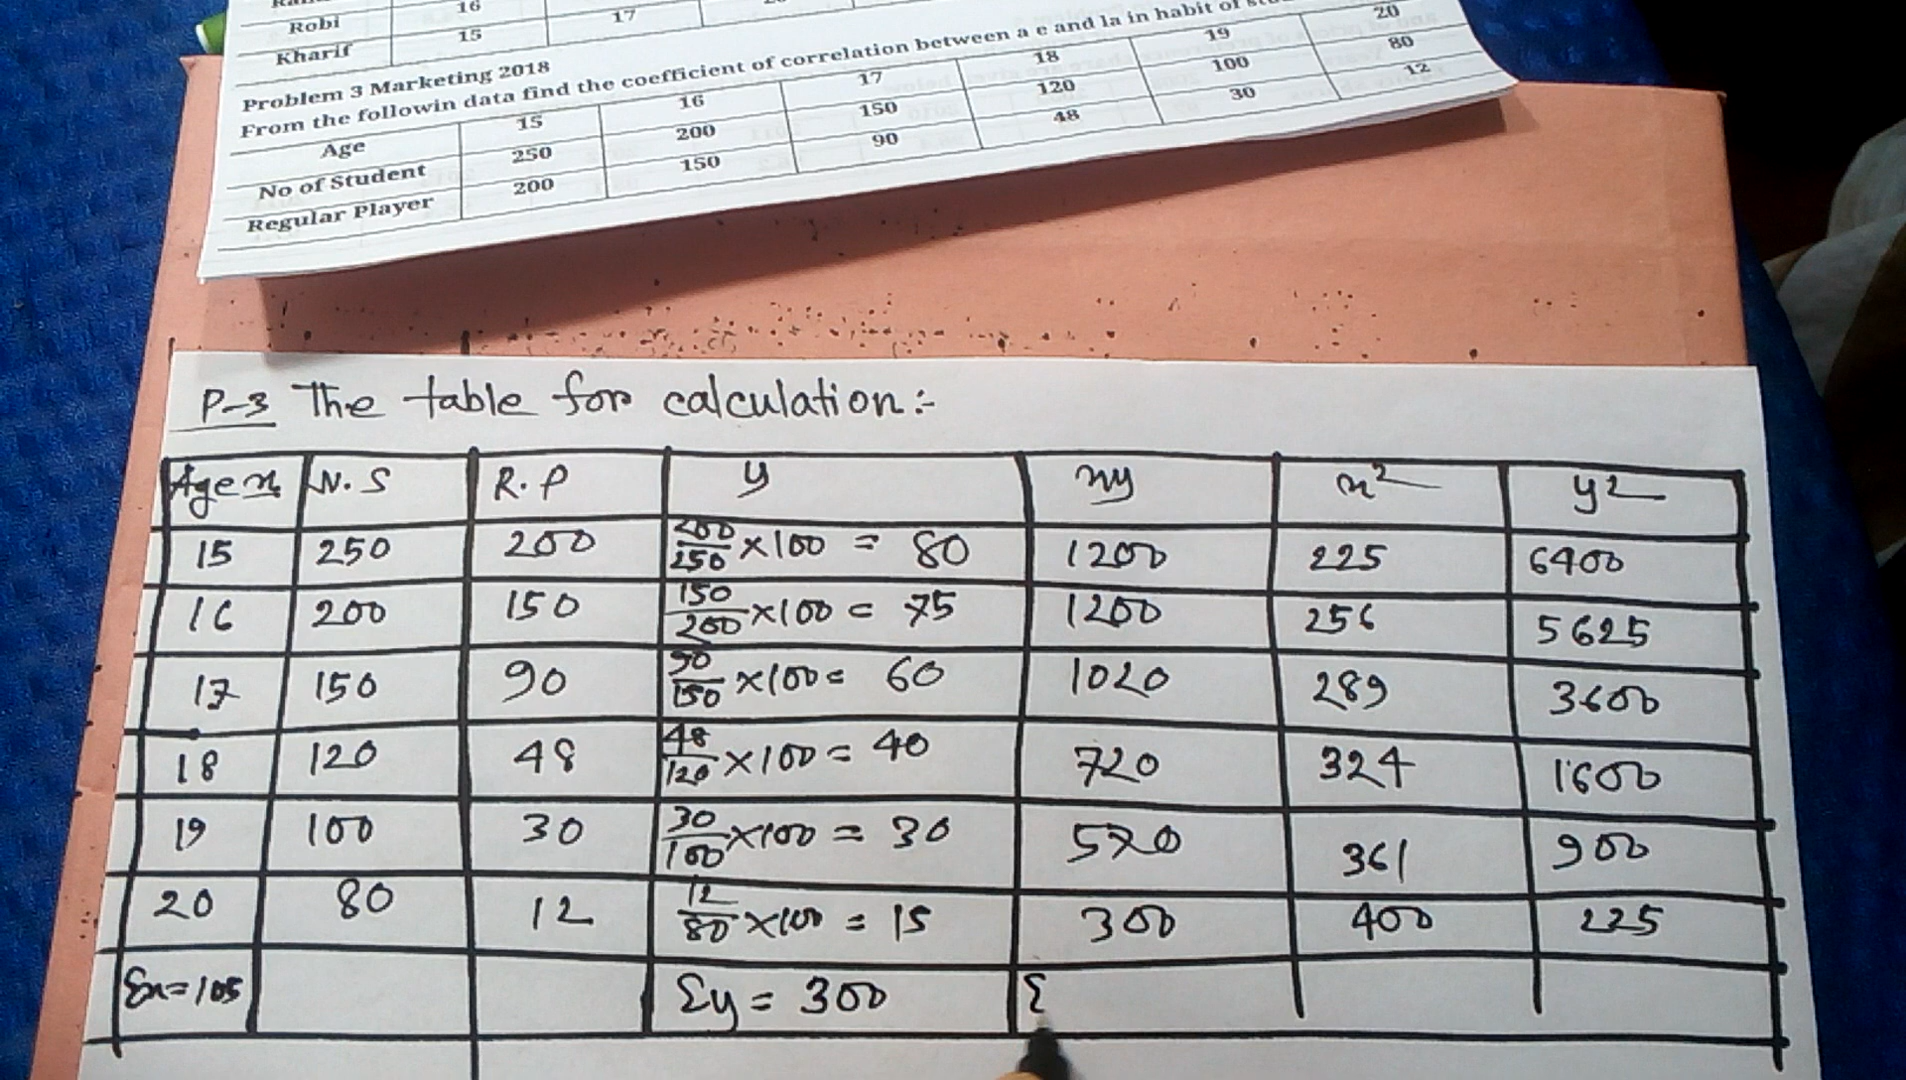 Robi 16 17
Kharif 15
Problem 3 Marketing 2018
From the followin data find the coefficient of correlation between a e and la in habit of
Age 15 16 17 18 19 20
No of Student 250 200 150 120 100 80
Regular Player 200 150 90 48 30 12
P-3 The table for calculation:-
Age x N.S R.P y xy x² y²
15 250 200 200/250 ×100 = 80 1200 225 6400
16 200 150 150/200 ×100 = 75 1200 256 5625
17 150 90 90/150 ×100 = 60 1020 289 3600
18 120 48 48/120 ×100 = 40 720 324 1600
19 100 30 30/100 ×100 = 30 570 361 900
20 80 12 12/80 ×100 = 15 300 400 225
Σx=105 Σy = 300 Σ